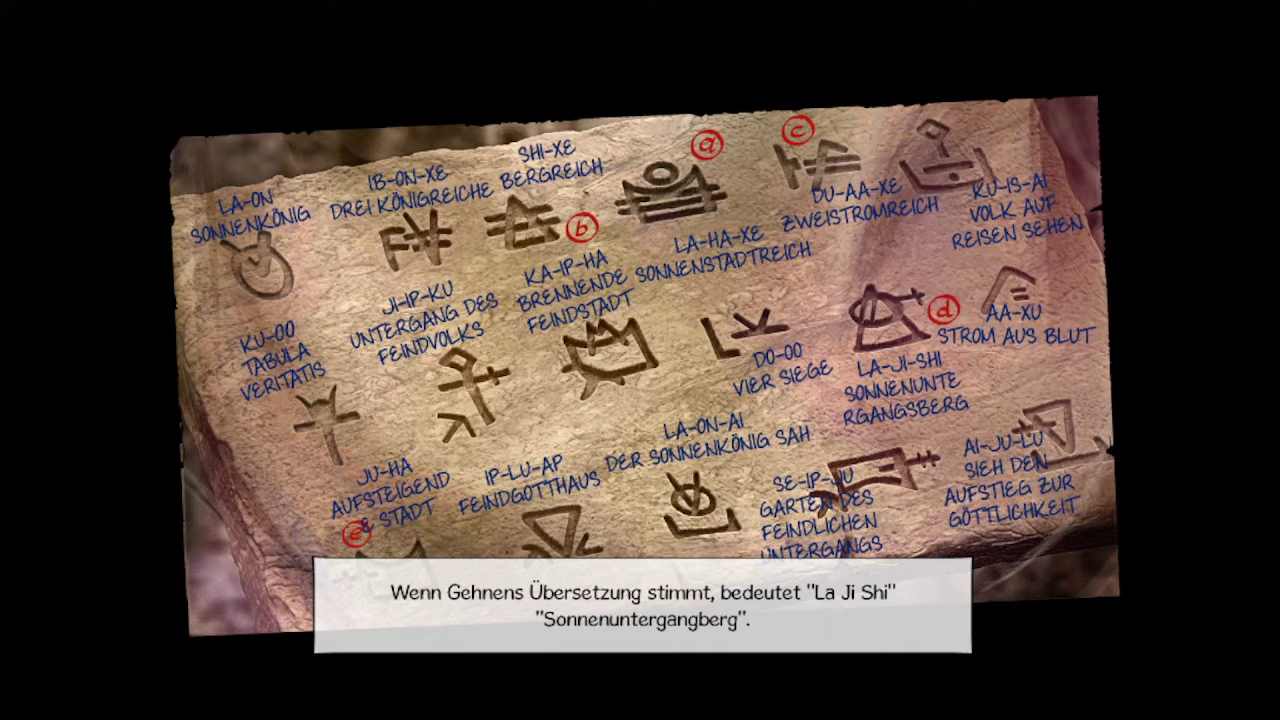 LA-ON
SONNENKÖNIG
IB-ON-XE
DREI KÖNIGREICHE
SHI-XE
BERGREICH
a
c
DU-AA-XE
ZWEISTROMREICH
KU-IS-AI
VOLK AUF
REISEN SEHEN
b
LA-HA-XE
SONNENSTADTREICH
KA-IP-HA
BRENNENDE
FEINDSTADT
JI-IP-KU
UNTERGANG DES
FEINDVOLKS
KU-OO
TABULA
VERITATIS
DO-OO
VIER SIEGE
d
AA-XU
STROM AUS BLUT
LA-JI-SHI
SONNENUNTE
RGANGSBERG
JU-HA
AUFSTEIGEND
E STADT
e
IP-LU-AP
FEINDGOTTHAUS
LA-ON-AI
DER SONNENKÖNIG SAH
SE-IP-JU
GARTEN DES
FEINDLICHEN
UNTERGANGS
AI-JU-LU
SIEH DEN
AUFSTIEG ZUR
GÖTTLICHKEIT
Wenn Gehnens Übersetzung stimmt, bedeutet "La Ji Shi"
"Sonnenuntergangberg".